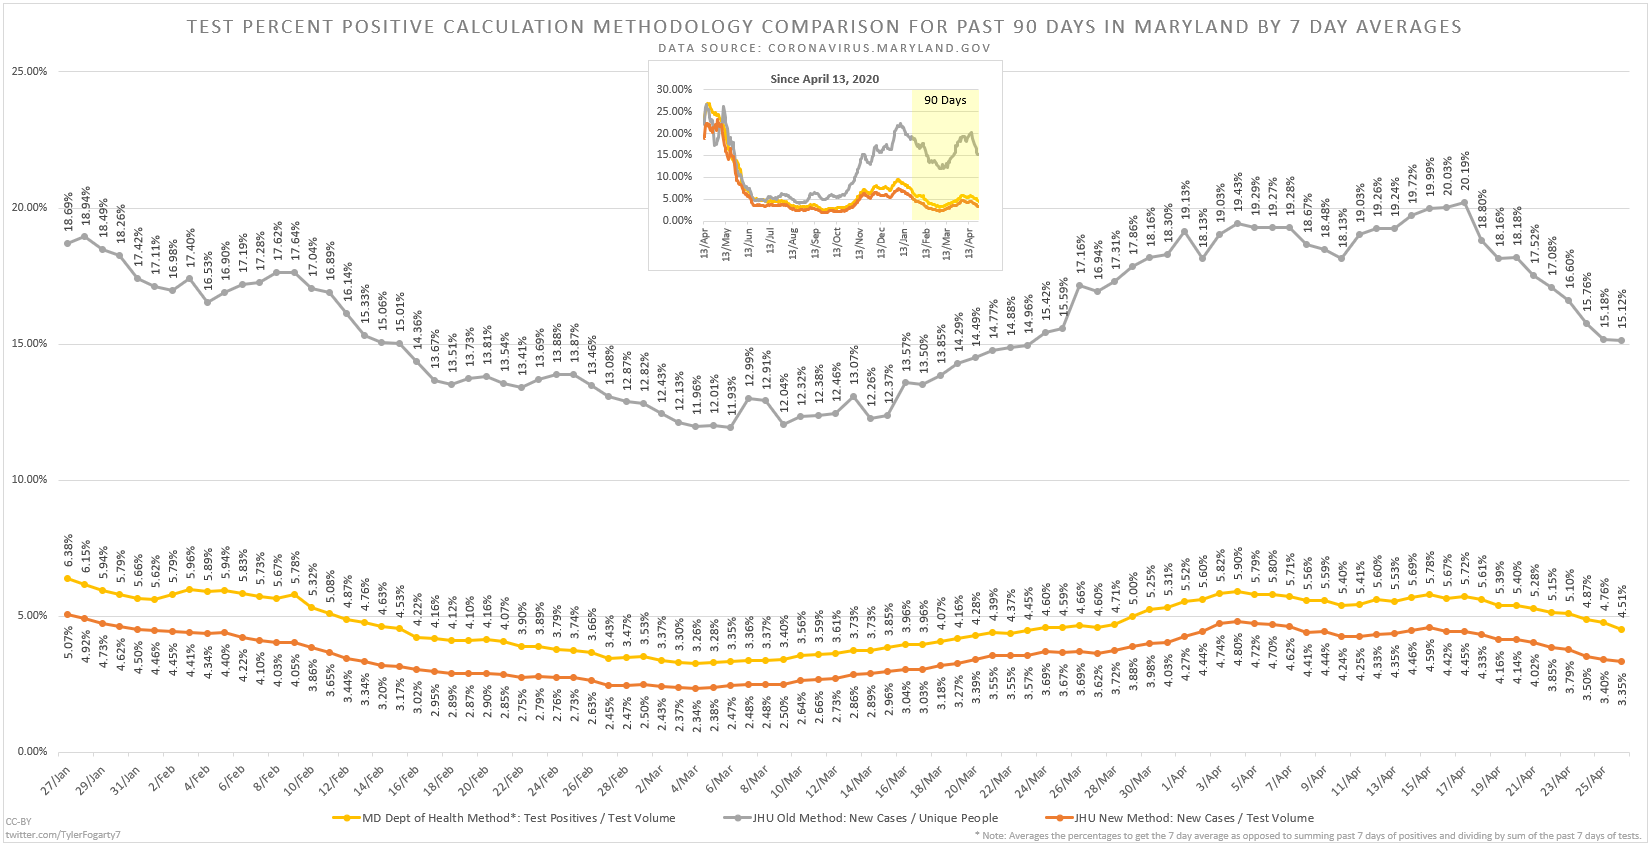 TEST PERCENT POSITIVE CALCULATION METHODOLOGY COMPARISON FOR PAST 90 DAYS IN MARYLAND BY 7 DAY AVERAGES
DATA SOURCE: CORONAVIRUS.MARYLAND.GOV
25.00%
20.00%
15.00%
10.00%
5.00%
0.00%
Since April 13, 2020
90 Days
30.00%
25.00%
20.00%
15.00%
10.00%
5.00%
0.00%
13/Apr 13/May 13/Jun 13/Jul 13/Aug 13/Sep 13/Oct 13/Nov 13/Dec 13/Jan 13/Feb 13/Mar 13/Apr
18.69% 18.94% 18.49% 18.26% 17.42% 17.11% 16.98% 17.40% 16.53% 16.90% 17.19% 17.28% 17.62% 17.64% 17.04% 16.89% 16.14% 15.33% 15.06% 15.01% 14.36% 13.67% 13.51% 13.73% 13.81% 13.54% 13.41% 13.69% 13.88% 13.87% 13.46% 13.08% 12.87% 12.82% 12.43% 12.13% 11.96% 12.01% 11.93% 12.99% 12.91% 12.04% 12.32% 12.38% 12.46% 13.07% 12.26% 12.37% 13.57% 13.50% 13.85% 14.29% 14.49% 14.77% 14.88% 14.96% 15.42% 15.59% 17.16% 16.94% 17.31% 17.86% 18.16% 18.30% 19.13% 18.13% 19.03% 19.43% 19.29% 19.27% 19.28% 18.67% 18.48% 18.13% 19.03% 19.26% 19.24% 19.72% 19.99% 20.03% 20.19% 18.80% 18.16% 18.18% 17.52% 17.08% 16.60% 15.76% 15.18% 15.12%
6.38% 6.15% 5.94% 5.79% 5.66% 5.62% 5.79% 5.96% 5.89% 5.94% 5.83% 5.73% 5.67% 5.78% 5.32% 5.08% 4.87% 4.76% 4.63% 4.53% 4.22% 4.16% 4.12% 4.10% 4.16% 4.07% 3.90% 3.89% 3.79% 3.74% 3.66% 3.43% 3.47% 3.53% 3.37% 3.30% 3.26% 3.28% 3.35% 3.36% 3.37% 3.40% 3.56% 3.59% 3.61% 3.73% 3.73% 3.85% 3.96% 3.96% 4.07% 4.16% 4.28% 4.39% 4.37% 4.45% 4.60% 4.59% 4.66% 4.60% 4.71% 5.00% 5.25% 5.31% 5.52% 5.60% 5.82% 5.90% 5.79% 5.80% 5.71% 5.56% 5.59% 5.40% 5.41% 5.60% 5.53% 5.69% 5.78% 5.67% 5.72% 5.61% 5.39% 5.40% 5.28% 5.15% 5.10% 4.87% 4.76% 4.51%
5.07% 4.92% 4.73% 4.62% 4.50% 4.46% 4.45% 4.41% 4.34% 4.40% 4.22% 4.10% 4.03% 4.05% 3.86% 3.65% 3.44% 3.34% 3.20% 3.17% 3.02% 2.95% 2.89% 2.87% 2.90% 2.85% 2.75% 2.79% 2.76% 2.73% 2.63% 2.45% 2.47% 2.50% 2.43% 2.37% 2.34% 2.38% 2.47% 2.48% 2.48% 2.50% 2.64% 2.66% 2.73% 2.86% 2.89% 2.96% 3.04% 3.03% 3.18% 3.27% 3.39% 3.55% 3.55% 3.57% 3.69% 3.67% 3.69% 3.62% 3.72% 3.88% 3.98% 4.03% 4.27% 4.44% 4.74% 4.80% 4.72% 4.70% 4.62% 4.41% 4.44% 4.24% 4.25% 4.33% 4.35% 4.46% 4.59% 4.42% 4.45% 4.33% 4.16% 4.14% 4.02% 3.85% 3.79% 3.50% 3.40% 3.35%
27/Jan 29/Jan 31/Jan 2/Feb 4/Feb 6/Feb 8/Feb 10/Feb 12/Feb 14/Feb 16/Feb 18/Feb 20/Feb 22/Feb 24/Feb 26/Feb 28/Feb 2/Mar 4/Mar 6/Mar 8/Mar 10/Mar 12/Mar 14/Mar 16/Mar 18/Mar 20/Mar 22/Mar 24/Mar 26/Mar 28/Mar 30/Mar 1/Apr 3/Apr 5/Apr 7/Apr 9/Apr 11/Apr 13/Apr 15/Apr 17/Apr 19/Apr 21/Apr 23/Apr 25/Apr
MD Dept of Health Method*: Test Positives / Test Volume
JHU Old Method: New Cases / Unique People
JHU New Method: New Cases / Test Volume
CC-BY
twitter.com/TylerFogarty7
* Note: Averages the percentages to get the 7 day average as opposed to summing past 7 days of positives and dividing by sum of the past 7 days of tests.